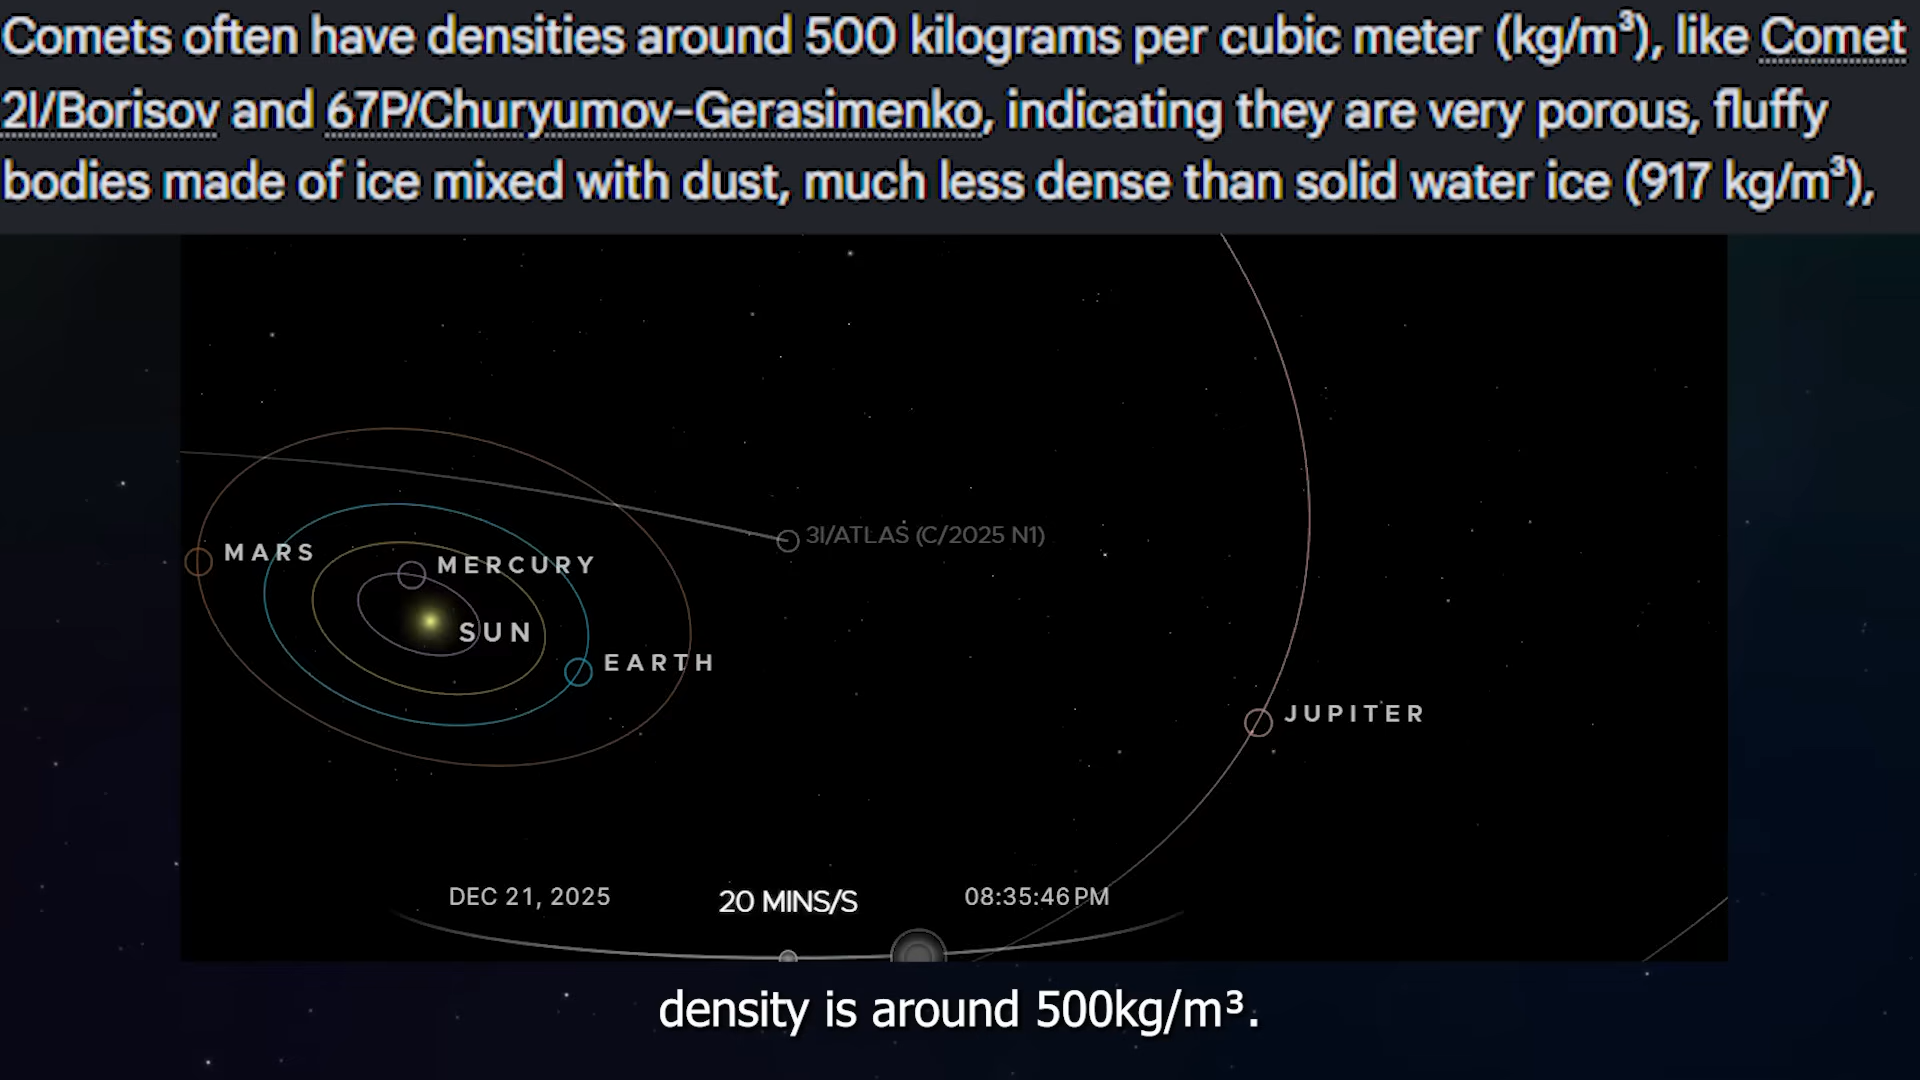 Comets often have densities around 500 kilograms per cubic meter (kg/m³), like Comet
2I/Borisov and 67P/Churyumov-Gerasimenko, indicating they are very porous, fluffy
bodies made of ice mixed with dust, much less dense than solid water ice (917 kg/m³),
3I/ATLAS (C/2025 N1)
MARS
MERCURY
SUN
EARTH
JUPITER
DEC 21, 2025
20 MINS/S
08:35:46 PM
density is around 500kg/m³.